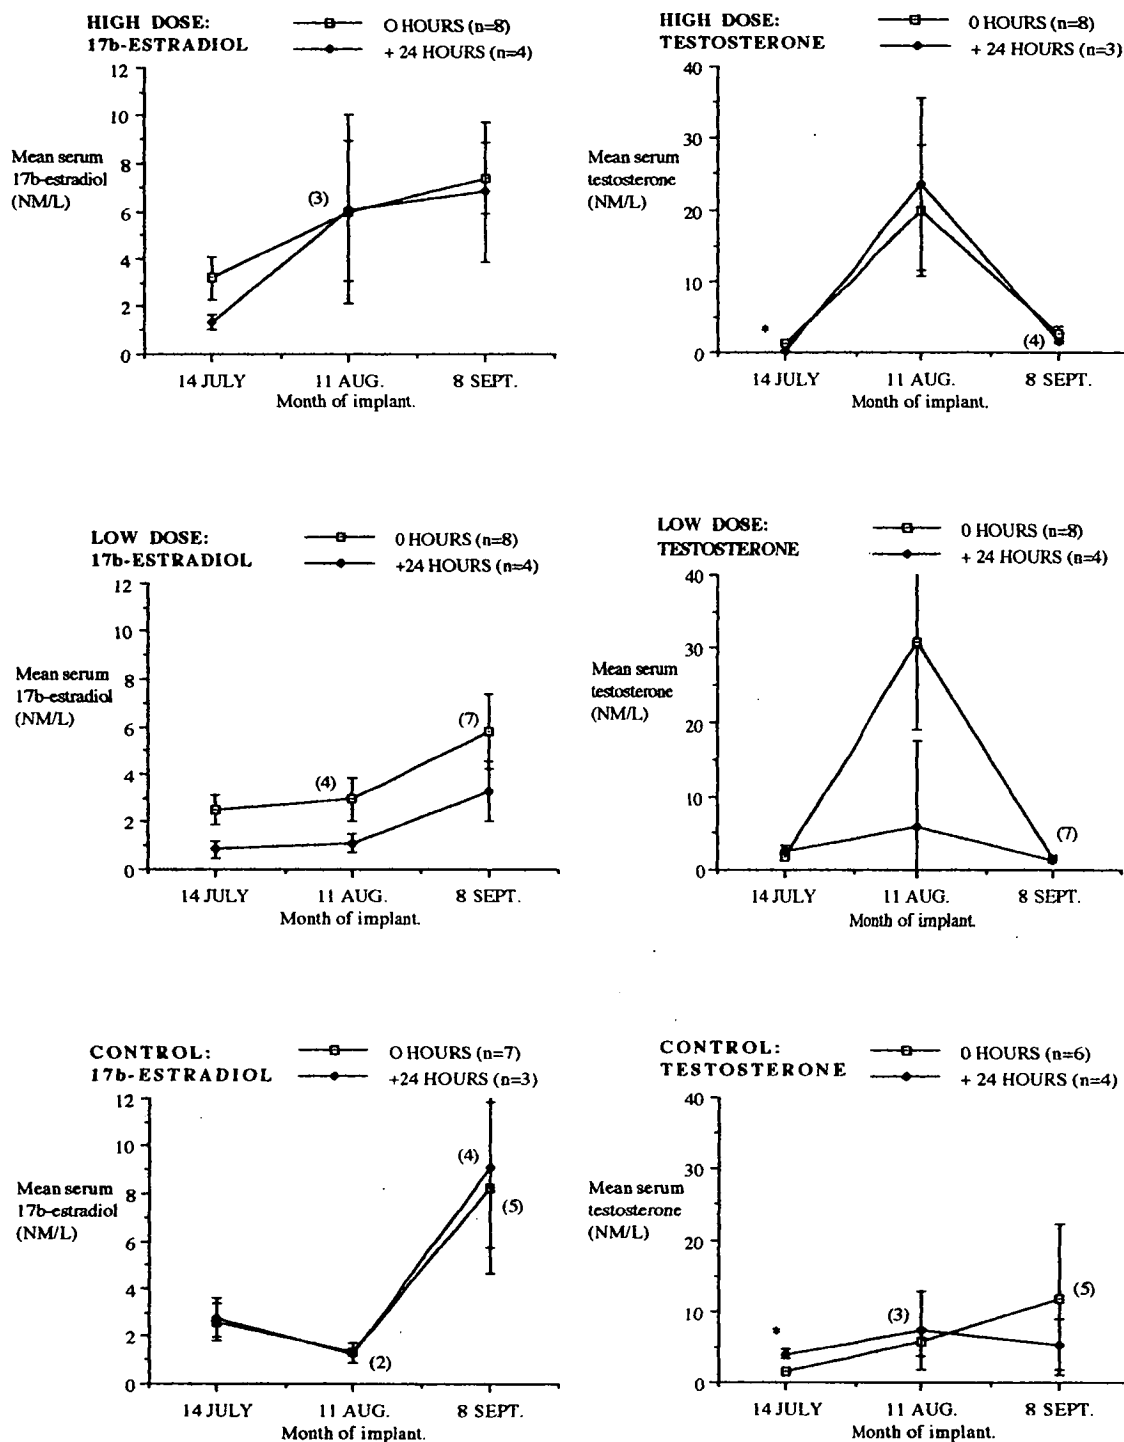 HIGH DOSE:
17b-ESTRADIOL
O HOURS (n=8)
+ 24 HOURS (n=4)
12
10
8
6
4
2
0
Mean serum
17b-estradiol
(NM/L)
(3)
14 JULY
11 AUG.
8 SEPT.
Month of implant.
HIGH DOSE:
TESTOSTERONE
0 HOURS (n=8)
+ 24 HOURS (n=3)
40
30
20
10
0
Mean serum
testosterone
(NM/L)
*
(4)
14 JULY
11 AUG.
8 SEPT.
Month of implant.
LOW DOSE:
17b-ESTRADIOL
0 HOURS (n=8)
+24 HOURS (n=4)
12
10
8
6
4
2
0
Mean serum
17b-estradiol
(NM/L)
(4)
(7)
14 JULY
11 AUG.
8 SEPT.
Month of implant.
LOW DOSE:
TESTOSTERONE
0 HOURS (n=8)
+ 24 HOURS (n=4)
40
30
20
10
0
Mean serum
testosterone
(NM/L)
(7)
14 JULY
11 AUG.
8 SEPT.
Month of implant.
CONTROL:
17b-ESTRADIOL
O HOURS (n=7)
+24 HOURS (n=3)
12
10
8
6
4
2
0
Mean serum
17b-estradiol
(NM/L)
(4)
(5)
(2)
14 JULY
11 AUG.
8 SEPT.
Month of implant.
CONTROL:
TESTOSTERONE
0 HOURS (n=6)
+ 24 HOURS (n=4)
40
30
20
10
0
Mean serum
testosterone
(NM/L)
*
(3)
(5)
14 JULY
11 AUG.
8 SEPT.
Month of implant.